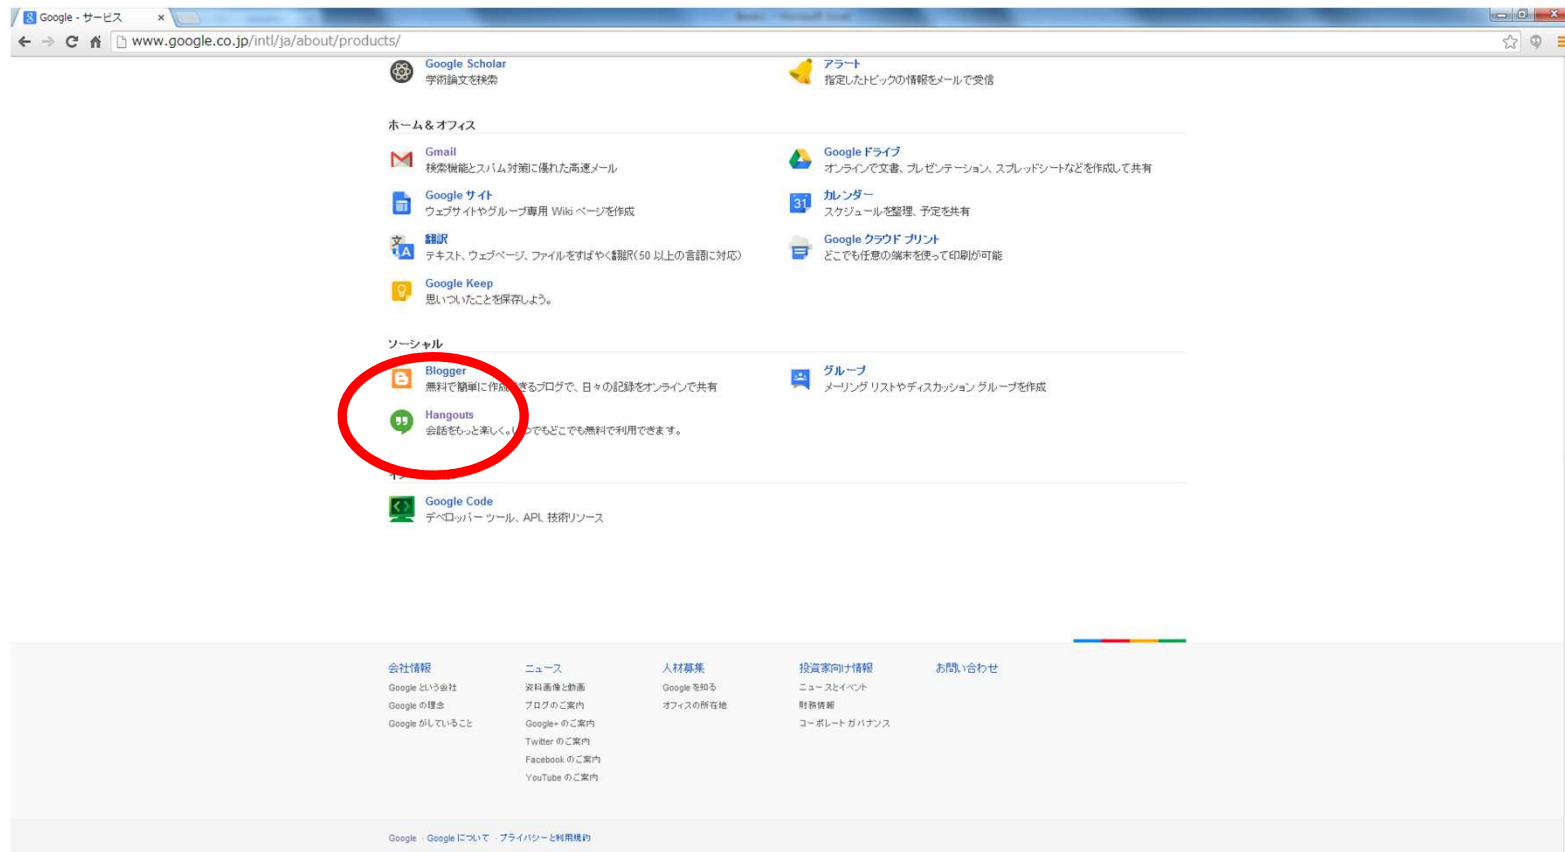 Google - サービス
www.google.co.jp/intl/ja/about/products/
Google Scholar
学術論文を検索
アラート
指定したトピックの情報をメールで受信
ホーム＆オフィス
Gmail
検索機能とスパム対策に優れた高速メール
Google ドライブ
オンラインで文書、プレゼンテーション、スプレッドシートなどを作成して共有
Google サイト
ウェブサイトやグループ専用 Wiki ページを作成
31
カレンダー
スケジュールを整理、予定を共有
翻訳
テキスト、ウェブページ、ファイルをすばやく翻訳(50 以上の言語に対応)
Google クラウド プリント
どこでも任意の端末を使って印刷が可能
Google Keep
思いついたことを保存しよう。
ソーシャル
Blogger
無料で簡単に作成できるブログで、日々の記録をオンラインで共有
グループ
メーリング リストやディスカッション グループを作成
Hangouts
会話をもっと楽しく。いつでもどこでも無料で利用できます。
Google Code
デベロッパー ツール、API、技術リソース
会社情報
Google という会社
Google の理念
Google がしていること
ニュース
資料画像と動画
ブログのご案内
Google+ のご案内
Twitter のご案内
Facebook のご案内
YouTube のご案内
人材募集
Google を知る
オフィスの所在地
投資家向け情報
ニュースとイベント
財務情報
コーポレート ガバナンス
お問い合わせ
Google · Google について · プライバシーと利用規約